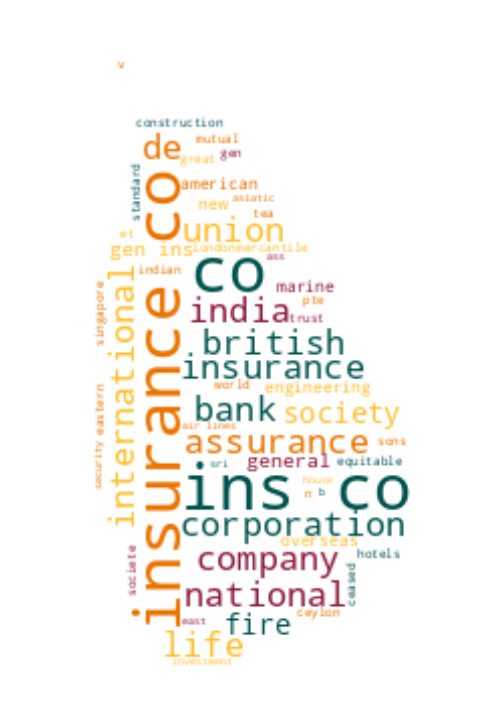 v
construction
de
mutual
great
gen
standard
american
asiatic
new
tea
et
union
gen ins
londonmercantile
ass
indian
co
marine
singapore
pte
india
trust
international
insurance co
british
insurance
world
engineering
eastern
bank
society
air lines
assurance
sons
security
sri
general
equitable
ins co
house
n
b
corporation
overseas
company
hotels
societe
ceased
national
ceylon
east
fire
life
investment